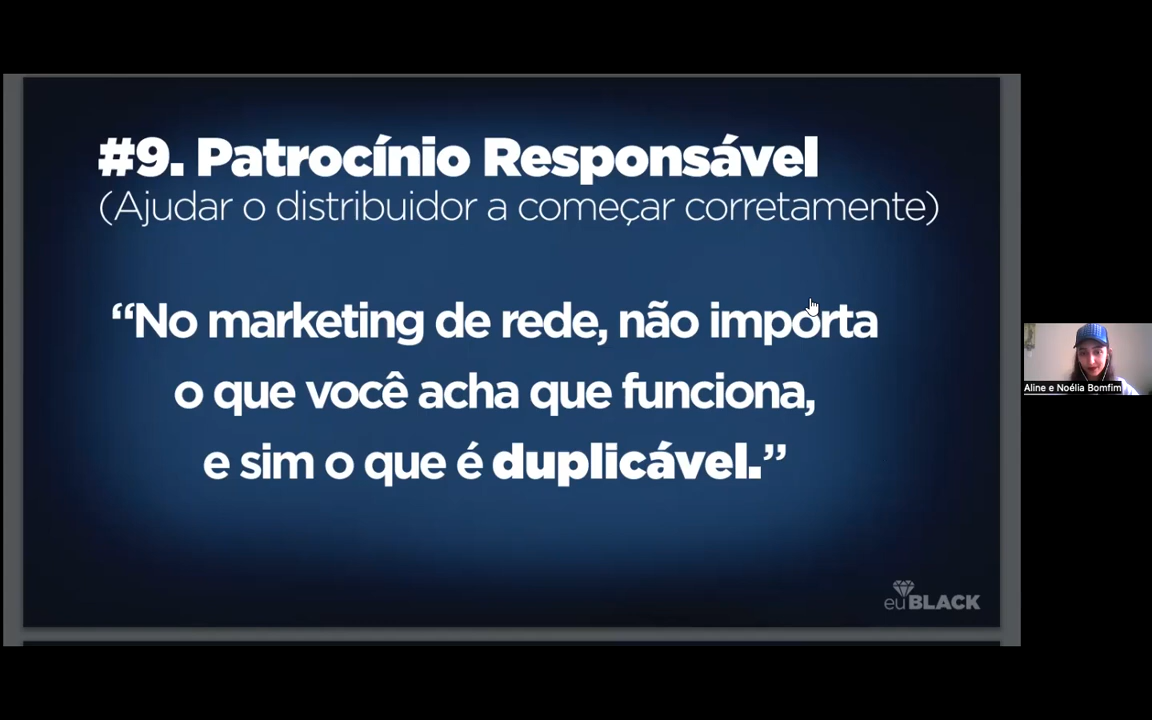 #9. Patrocínio Responsável
(Ajudar o distribuidor a começar corretamente)
“No marketing de rede, não importa
o que você acha que funciona,
e sim o que é duplicável.”
euBLACK
Aline e Noélia Bomfim